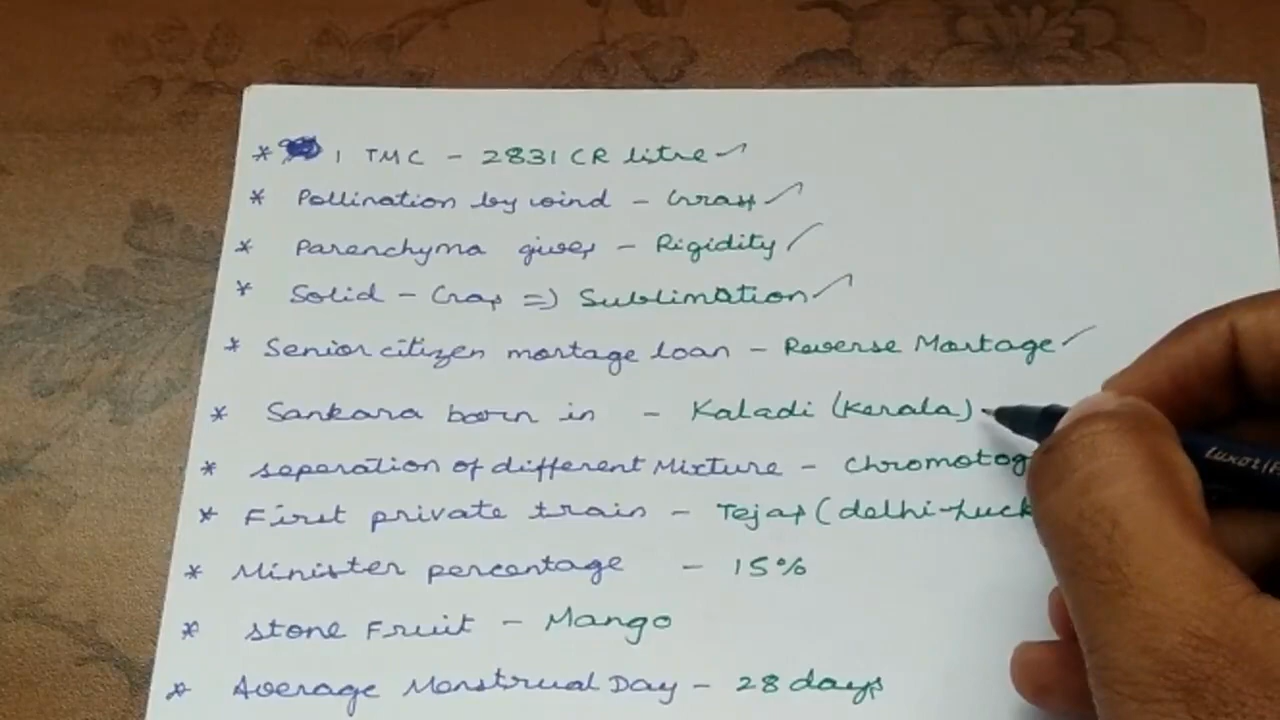 * 1 TMC - 2831 CR litre
* Pollination by wind - Grass
* Parenchyma gives - Rigidity
* Solid - Gas => Sublimation
* Senior citizen mortage loan - Reverse Mortage
* Sankara born in - Kaladi (Kerala)
* seperation of different Mixture - Chromotog
* First private train - Tejas (delhi-Luck
* Minister percentage - 15%
* Stone Fruit - Mango
* Average Menstrual Day - 28 days